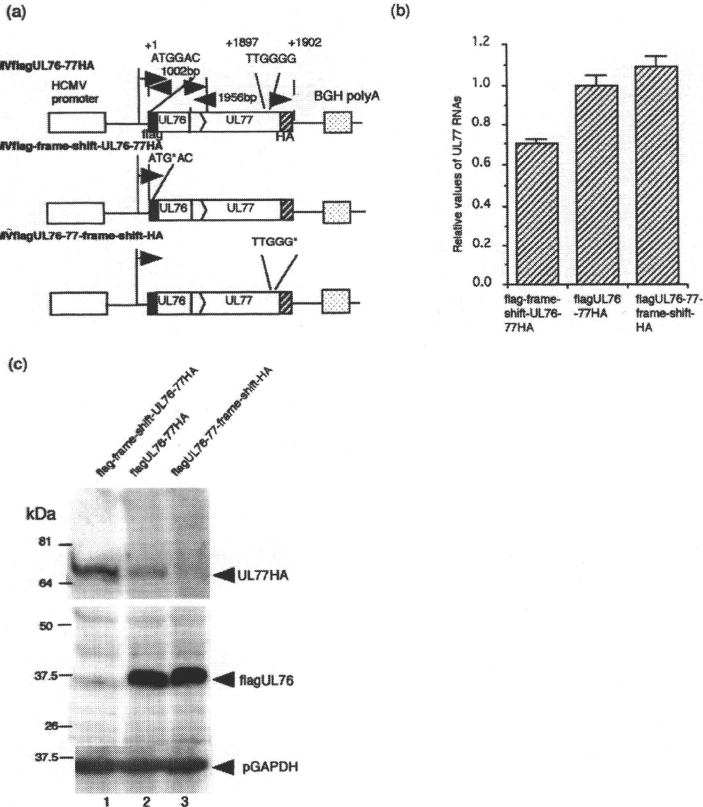 (a)
+1
+1897
+1902
MVflagUL76-77HA
ATGGAC
TTGGGG
1002bp
HCMV
promoter
1956bp
BGH polyA
UL76
UL77
flag
HA
MVflag-frame-shift-UL76-77HA
ATG*AC
UL76
UL77
MVflagUL76-77-frame-shift-HA
TTGGG*
UL76
UL77
(b)
Relative values of UL77 RNAs
1.2
1.0
0.8
0.6
0.4
0.2
0.0
flag-frame-
shift-UL76-
77HA
flagUL76
-77HA
flagUL76-77-
frame-shift-
HA
(c)
flag-frame-shift-UL76-77HA
flagUL76-77HA
flagUL76-77-frame-shift-HA
kDa
81
64
UL77HA
50
37.5
flagUL76
26
37.5
pGAPDH
1 2 3